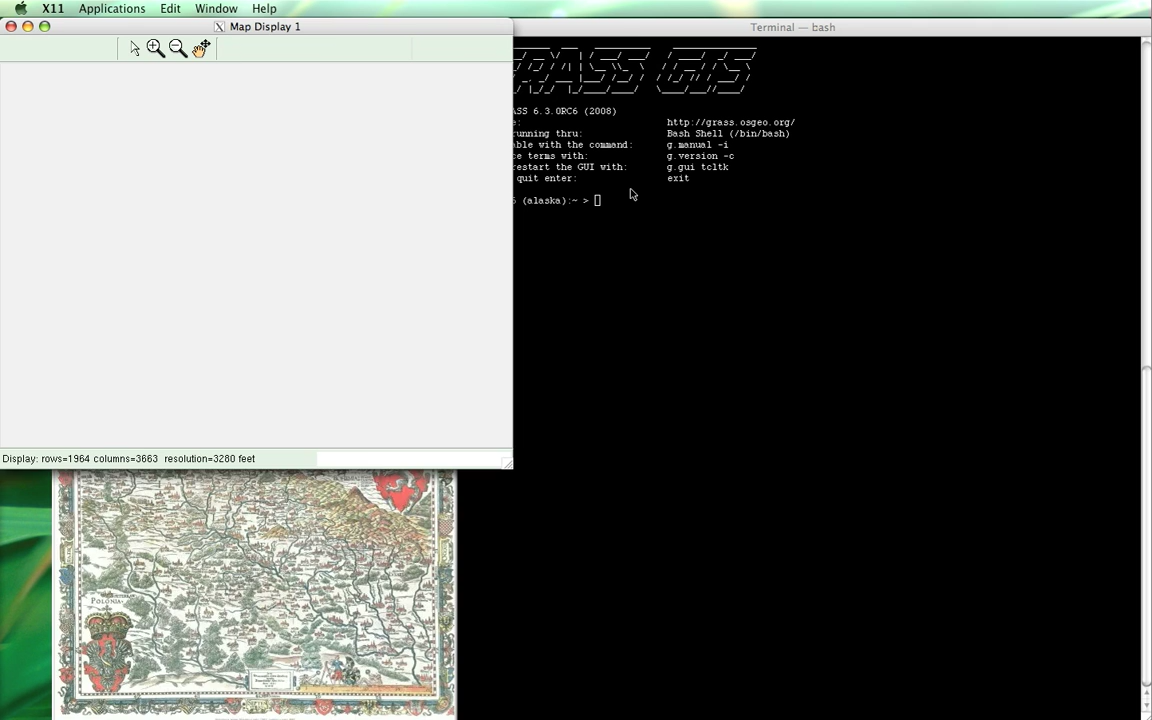 X11 Applications Edit Window Help
Map Display 1
Terminal — bash
ASS 6.3.0RC6 (2008)
e: http://grass.osgeo.org/
running thru: Bash Shell (/bin/bash)
able with the command: g.manual -i
ce terms with: g.version -c
restart the GUI with: g.gui tcltk
quit enter: exit
(alaska):~ >
Display: rows=1964 columns=3663 resolution=3280 feet
POLONIA